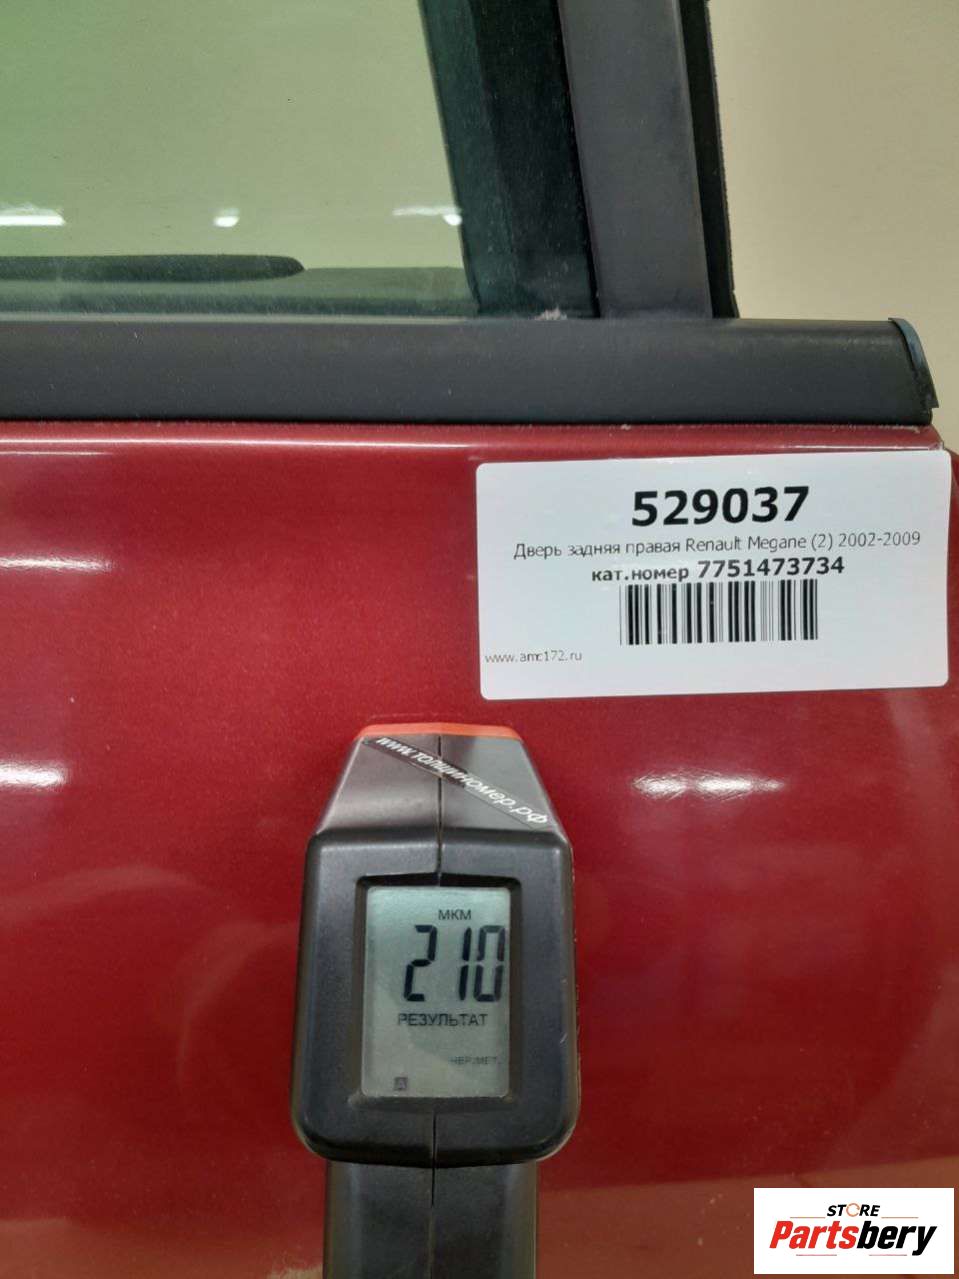 529037
Дверь задняя правая Renault Megane (2) 2002-2009
кат.номер 7751473734
www.amc172.ru
www.толщиномер.рф
МКМ
210
РЕЗУЛЬТАТ
ЧЕР.МЕТ.
A
STORE
Partsbery